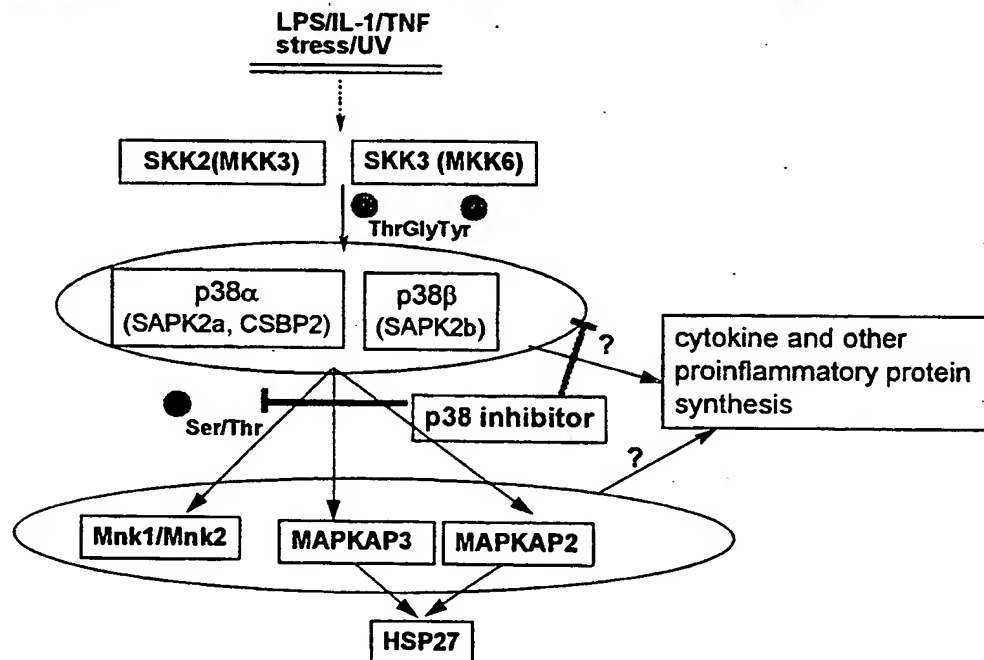 LPS/IL-1/TNF
stress/UV
SKK2(MKK3)
SKK3 (MKK6)
ThrGlyTyr
p38α
(SAPK2a, CSBP2)
p38β
(SAPK2b)
?
cytokine and other
proinflammatory protein
synthesis
Ser/Thr
p38 inhibitor
?
Mnk1/Mnk2
MAPKAP3
MAPKAP2
HSP27